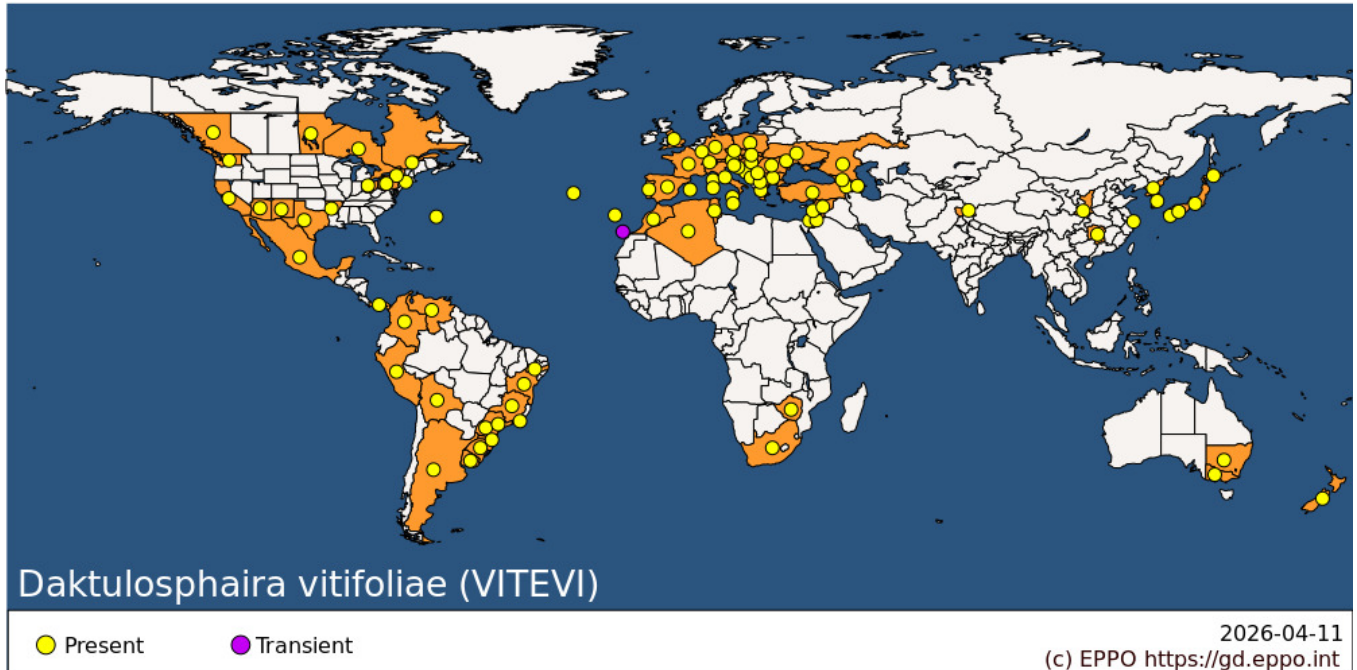 Daktulosphaira vitifoliae (VITEVI)
Present
Transient
2026-04-11
(c) EPPO https://gd.eppo.int